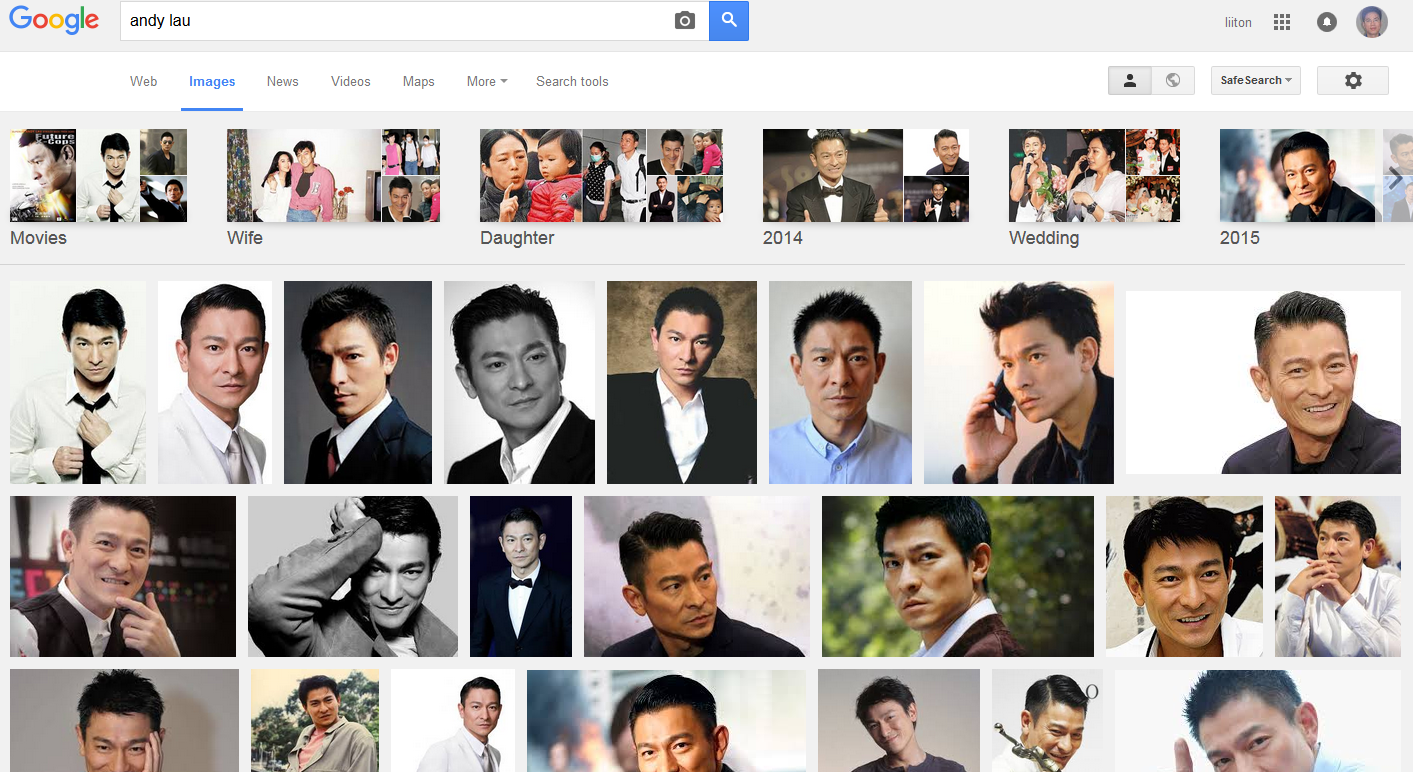 Google
andy lau
liiton
Web Images News Videos Maps More Search tools
SafeSearch
Future
X-Cops
Movies Wife Daughter 2014 Wedding 2015